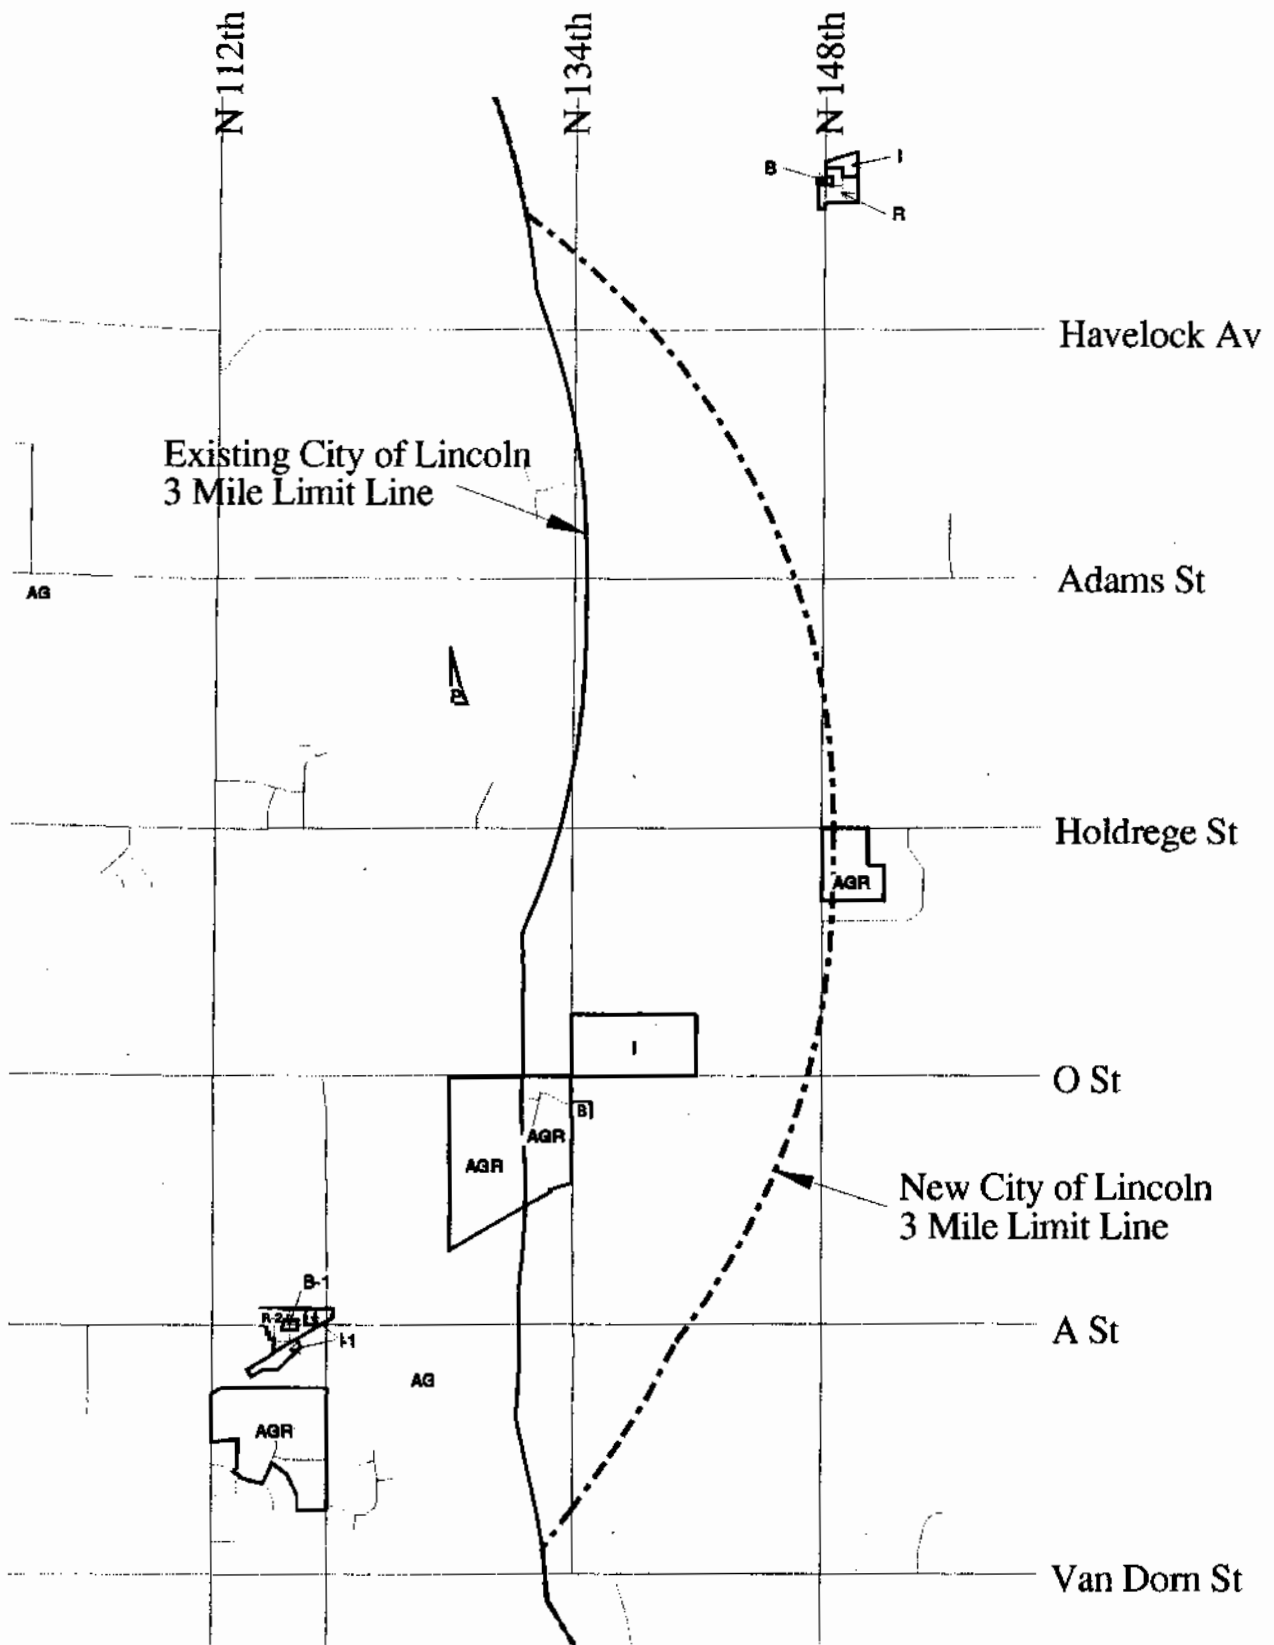 N 112th
N 134th
N 148th
B
I
R
Havelock Av
Existing City of Lincoln
3 Mile Limit Line
Adams St
AG
P
Holdrege St
AGR
I
O St
B
AGR
AGR
New City of Lincoln
3 Mile Limit Line
B-1
R-2
A St
I-1
AG
AGR
Van Dorn St